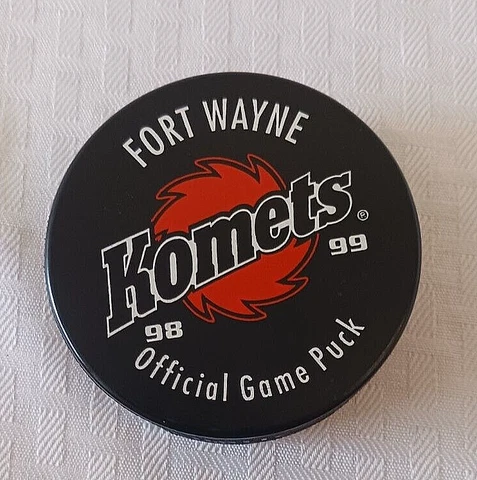 FORT WAYNE
Komets®
98 99
Official Game Puck